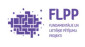 FLPP
FUNDAMENTĀLO UN
LIETIŠĶO PĒTĪJUMU
PROJEKTI